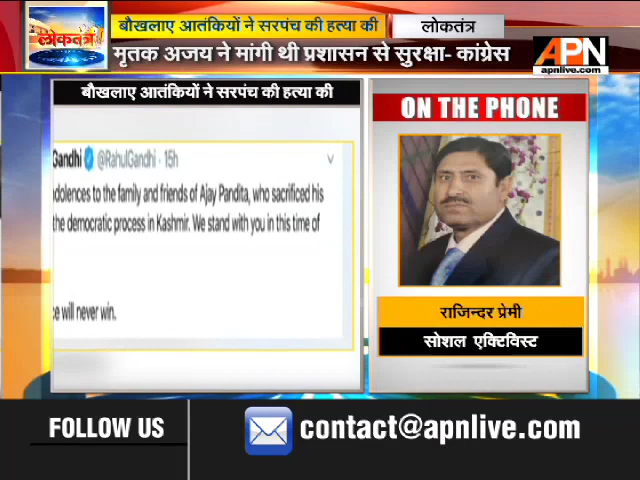 लोकतंत्र
बौखलाए आतंकियों ने सरपंच की हत्या की
लोकतंत्र
मृतक अजय ने मांगी थी प्रशासन से सुरक्षा- कांग्रेस
APN
apnlive.com
बौखलाए आतंकियों ने सरपंच की हत्या की
Gandhi @RahulGandhi · 15h
dolences to the family and friends of Ajay Pandita, who sacrificed his
the democratic process in Kashmir. We stand with you in this time of
e will never win.
ON THE PHONE
राजिन्दर प्रेमी
सोशल एक्टिविस्ट
FOLLOW US
contact@apnlive.com